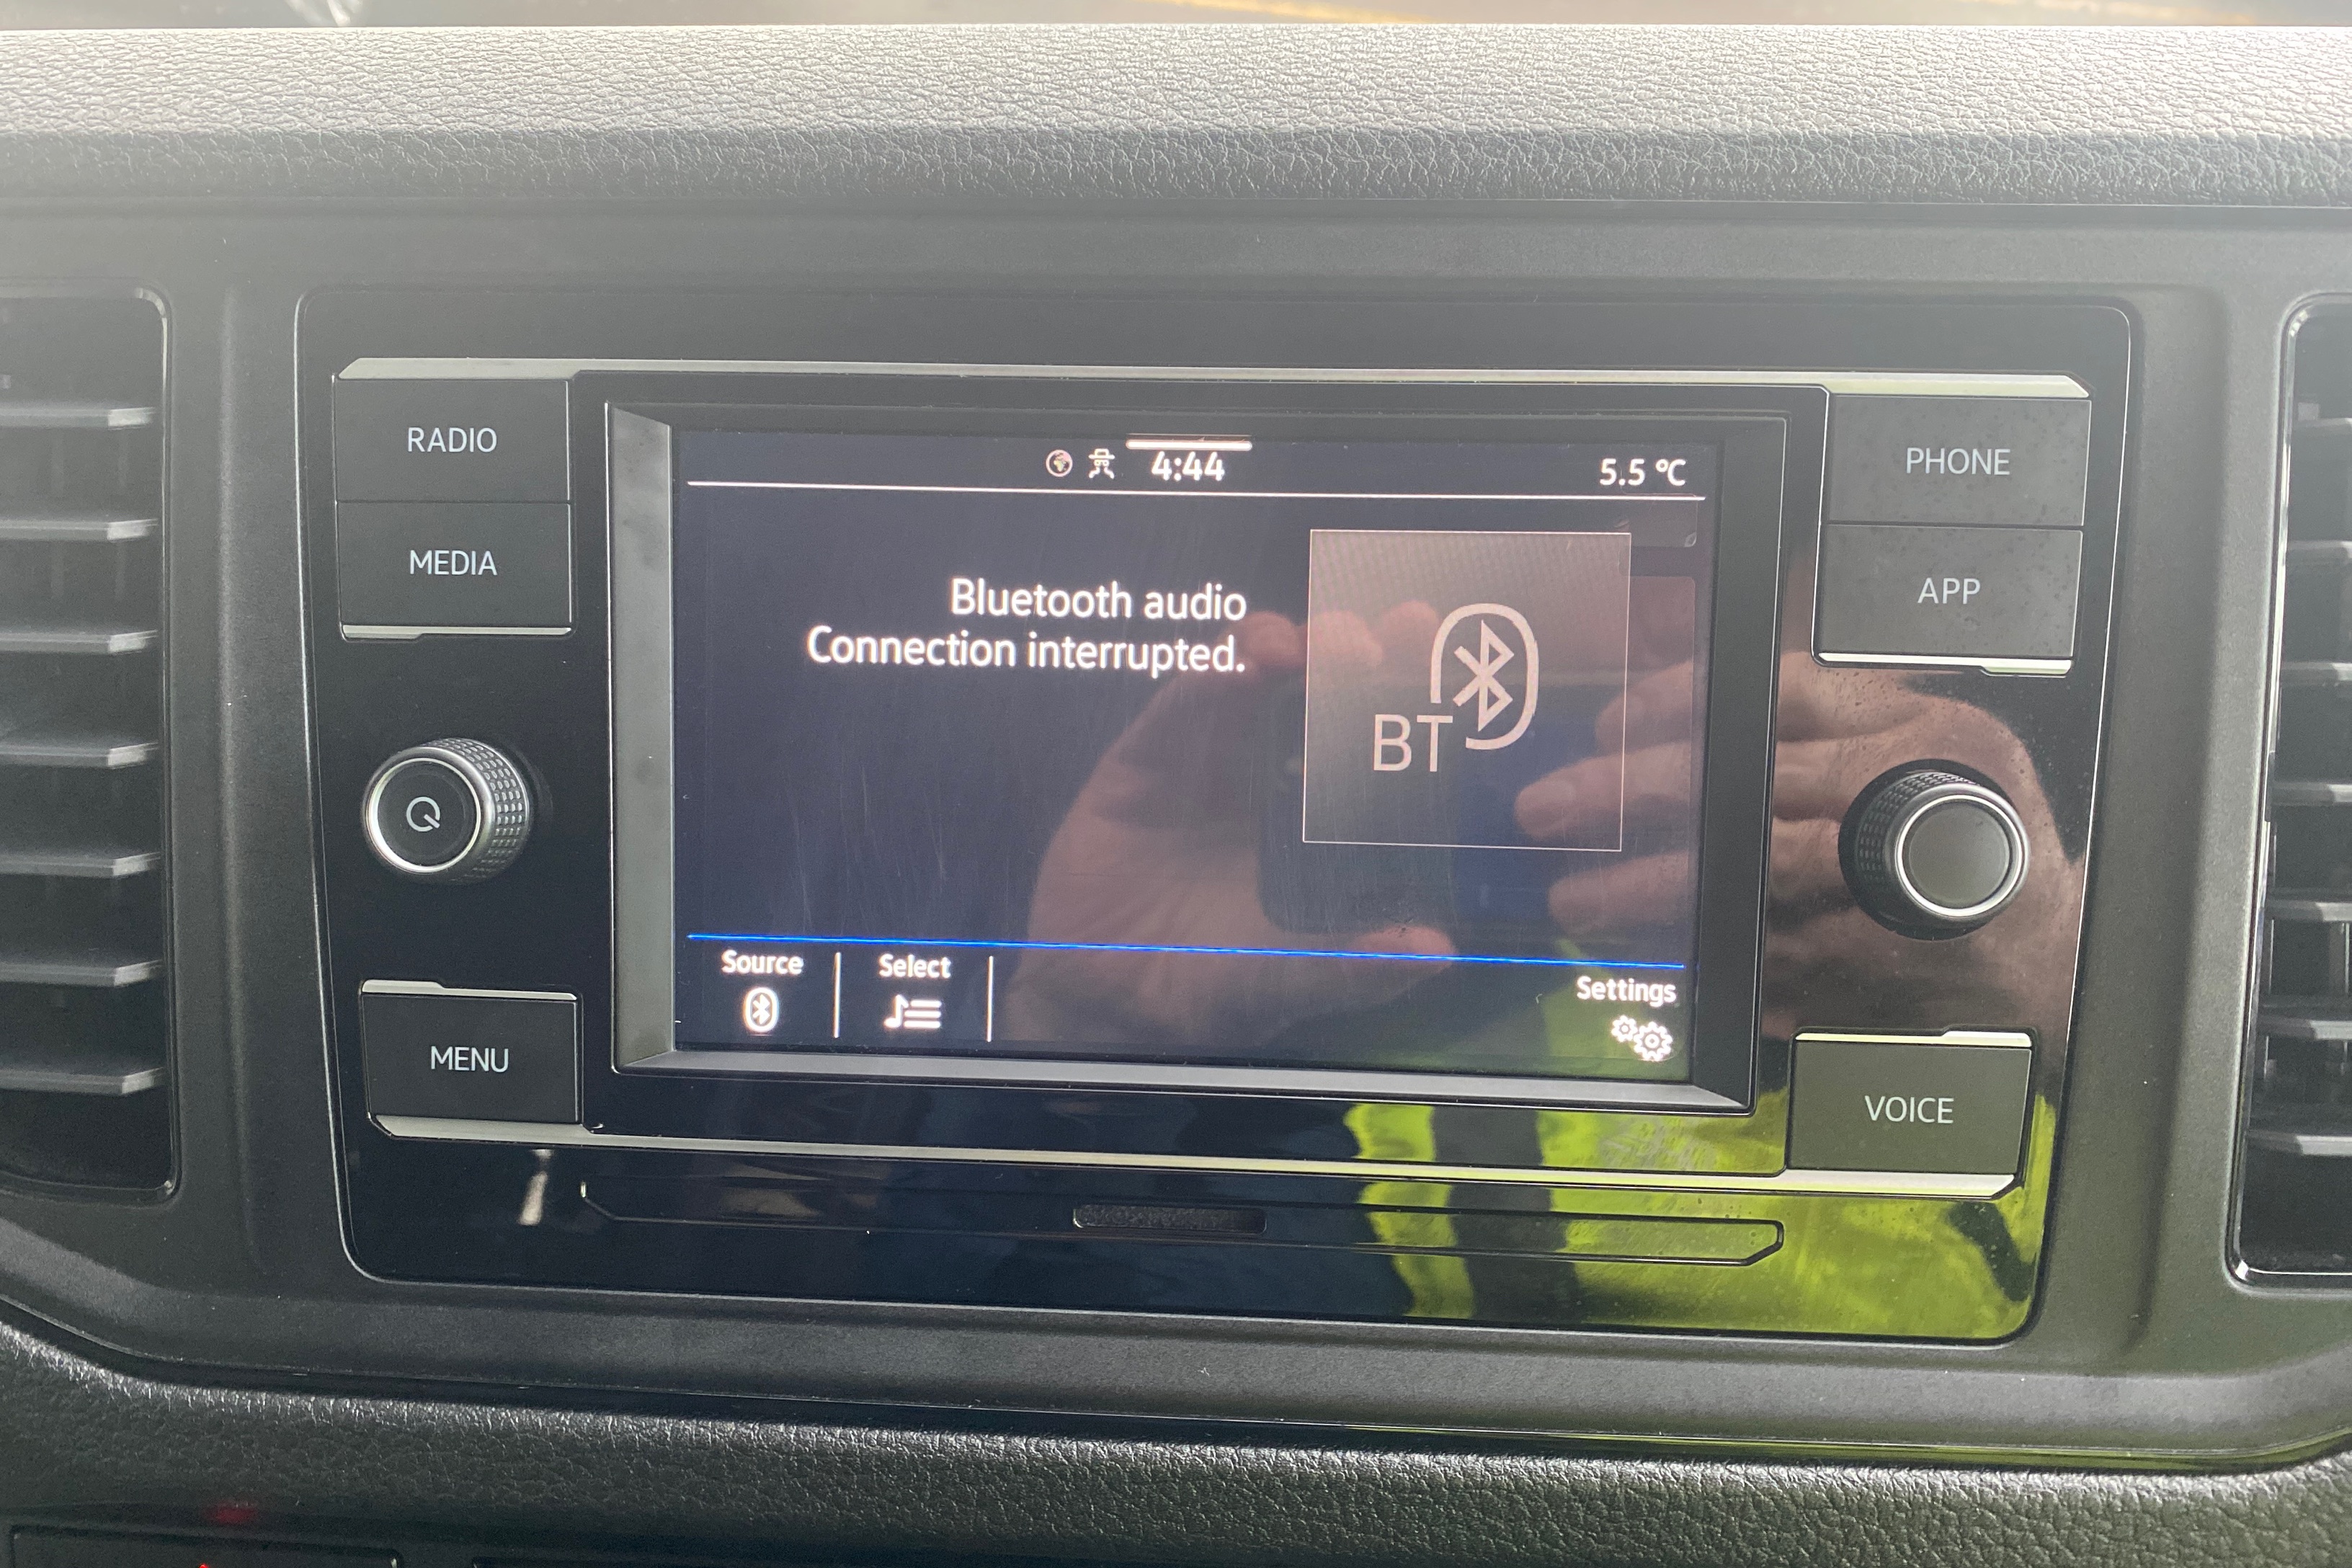 RADIO
MEDIA
MENU
4:44
5.5 °C
Bluetooth audio
Connection interrupted.
BT
Source
Select
Settings
PHONE
APP
VOICE